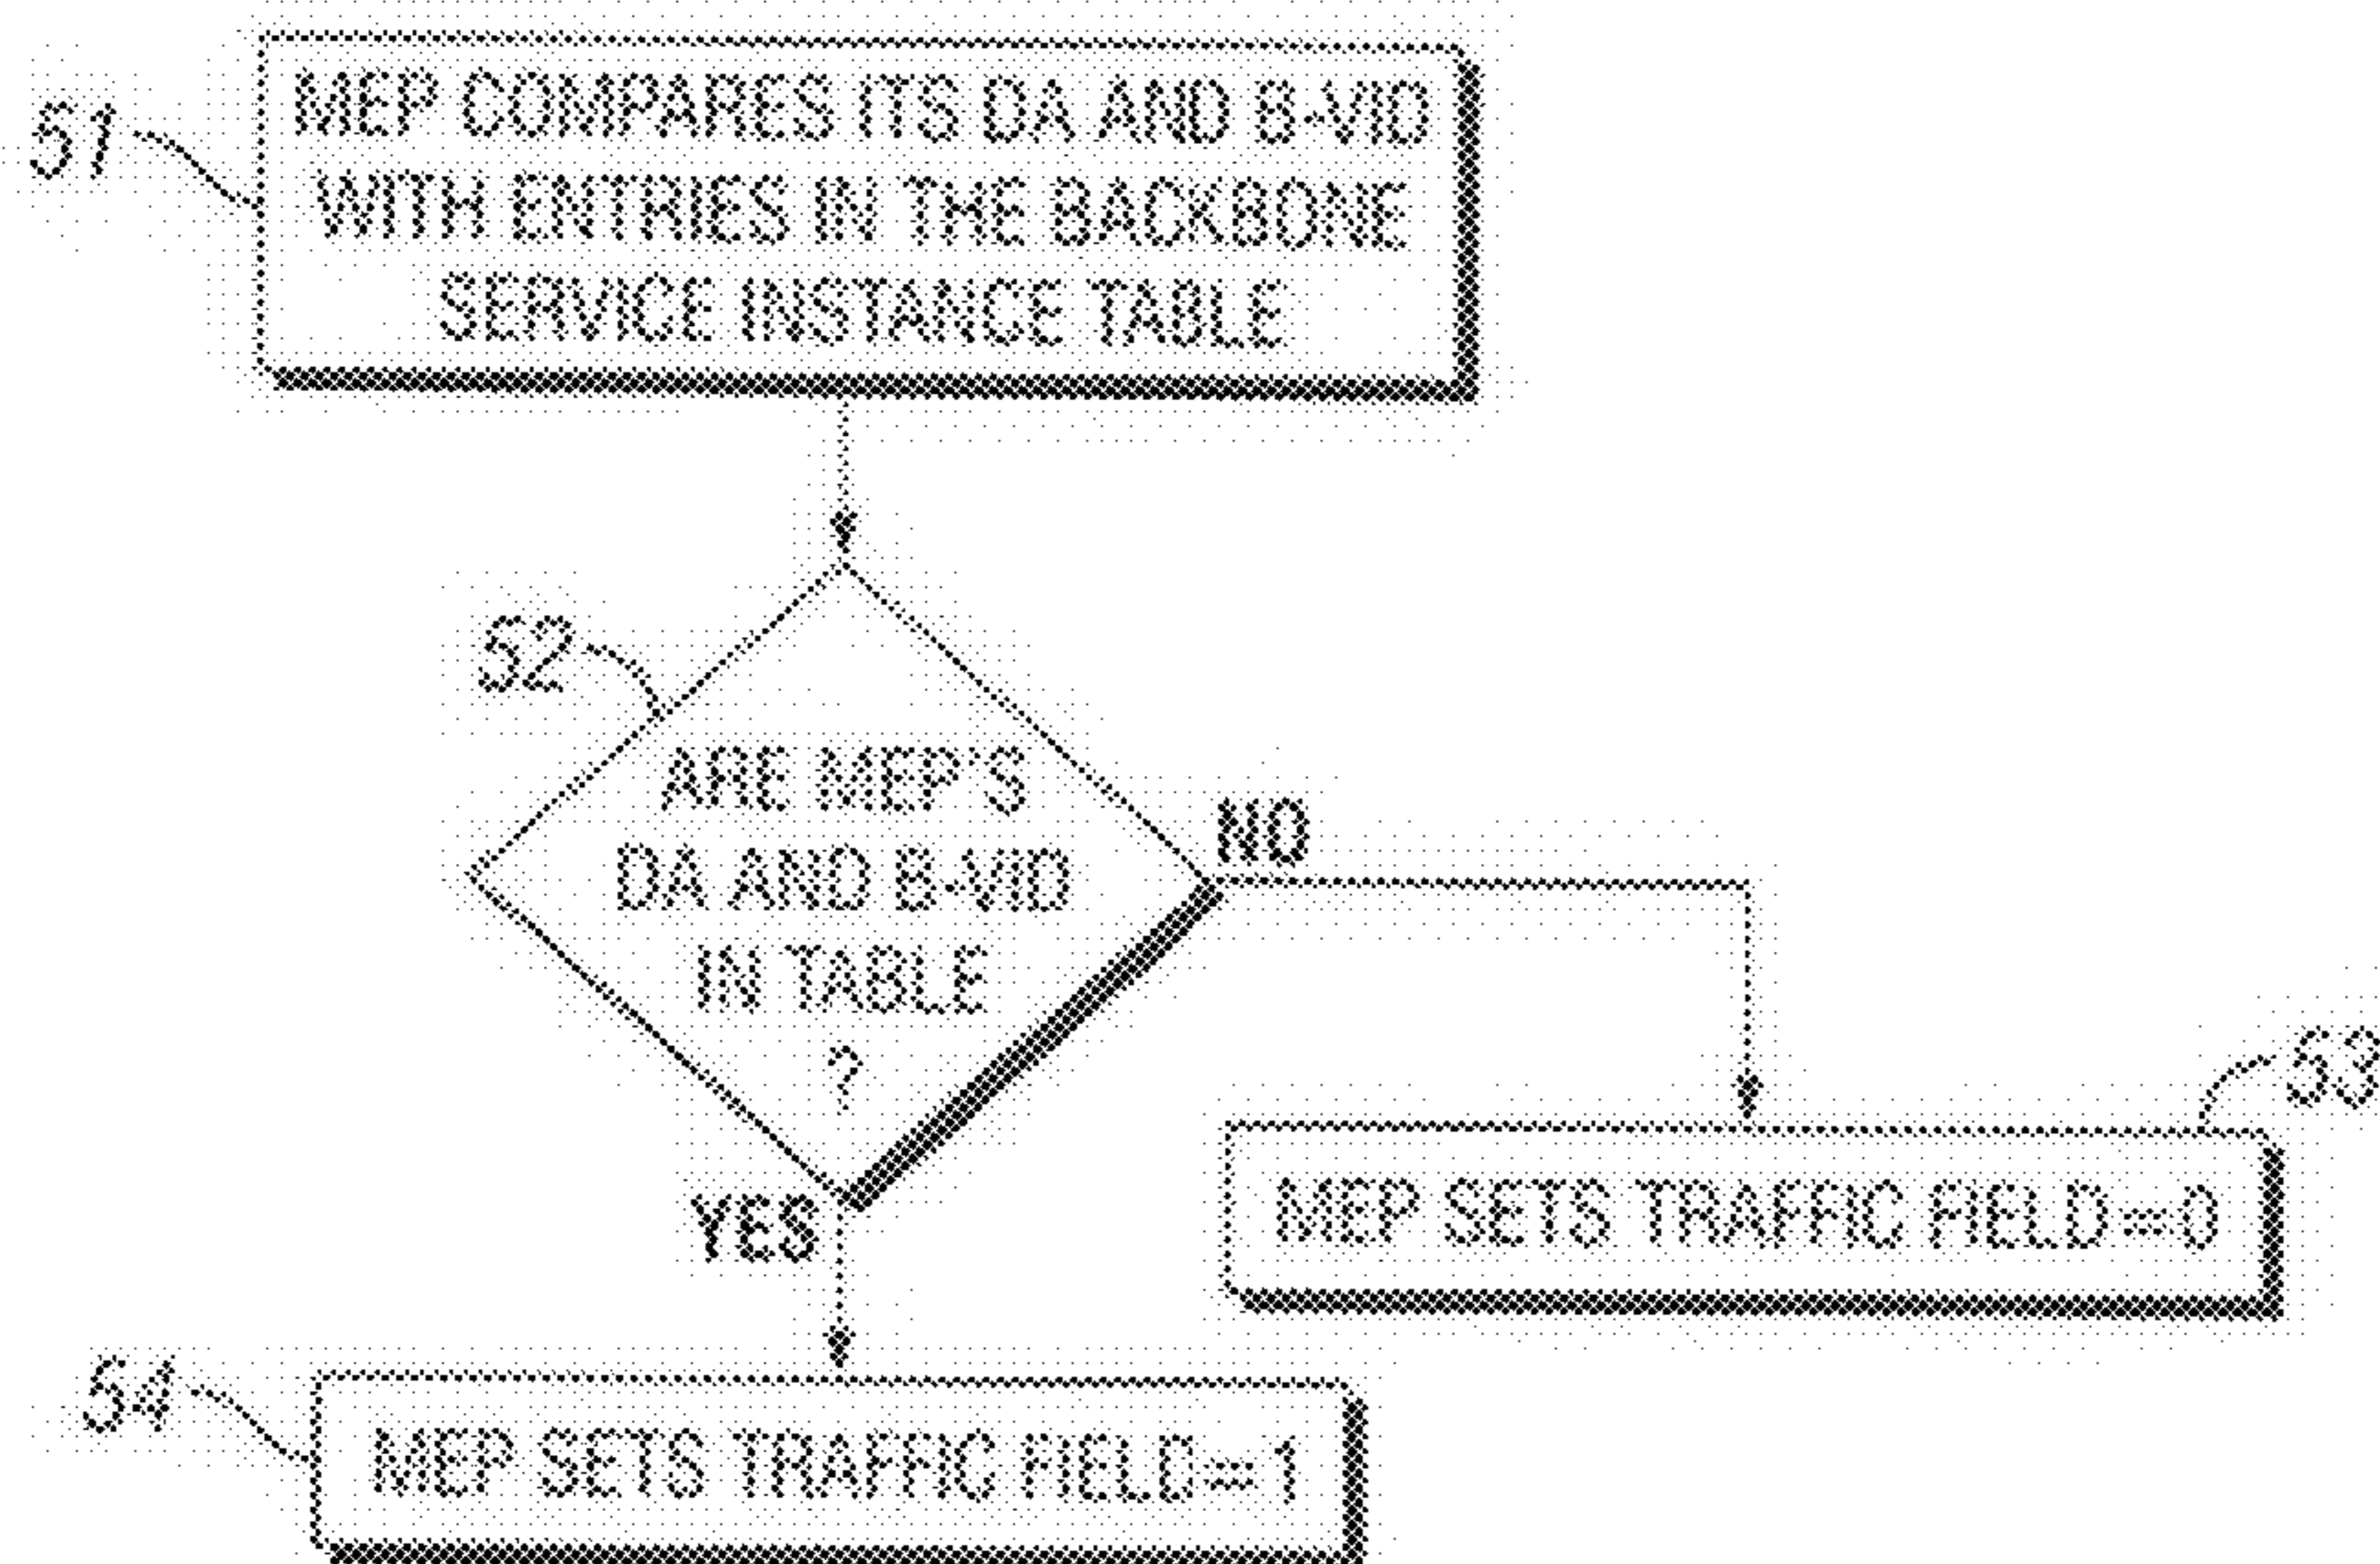 51
MEP COMPARES ITS DA AND B-VID
WITH ENTRIES IN THE BACKBONE
SERVICE INSTANCE TABLE
52
ARE MEP'S
DA AND B-VID
IN TABLE
?
NO
YES
53
MEP SETS TRAFFIC FIELD=0
54
MEP SETS TRAFFIC FIELD=1